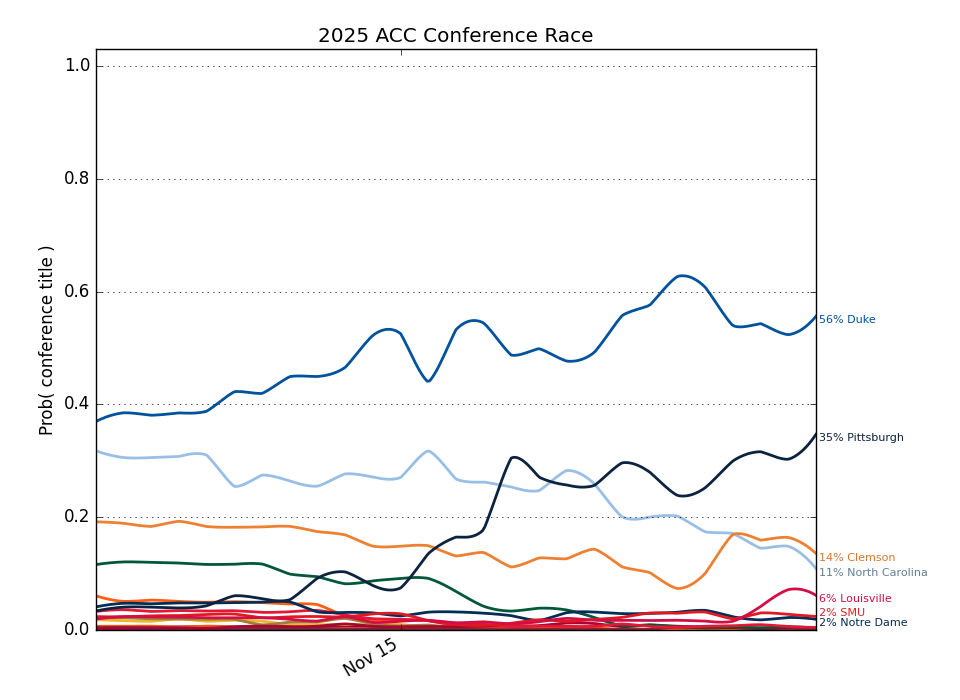 2025 ACC Conference Race
Prob( conference title )
1.0
0.8
0.6
0.4
0.2
0.0
Nov 15
56% Duke
35% Pittsburgh
14% Clemson
11% North Carolina
6% Louisville
2% SMU
2% Notre Dame